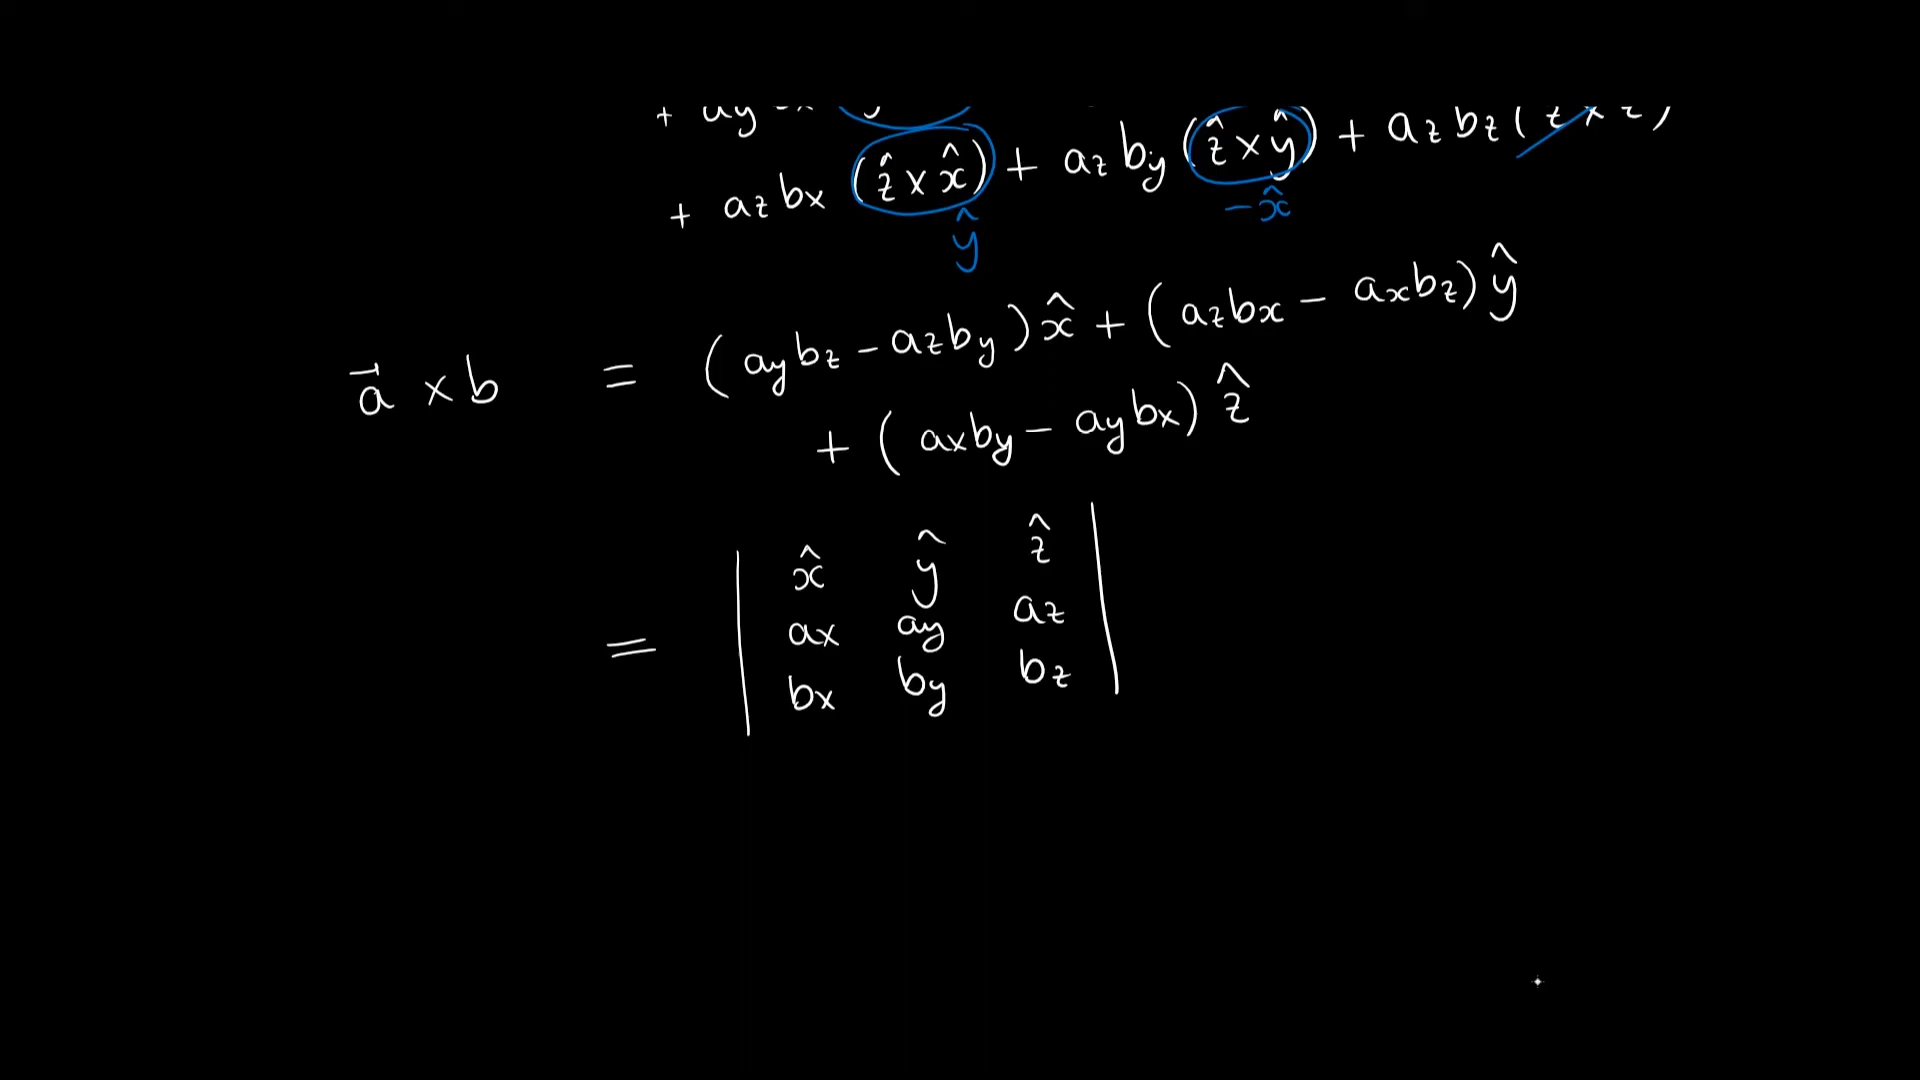 + ay
+ az bx (ẑ × x̂) + az by (ẑ × ŷ) + az bz (ẑ × ẑ)
ŷ -x̂
a⃗ × b = (ay bz - az by) x̂ + (az bx - ax bz) ŷ
+ (ax by - ay bx) ẑ
= | x̂ ŷ ẑ |
| ax ay az |
| bx by bz |